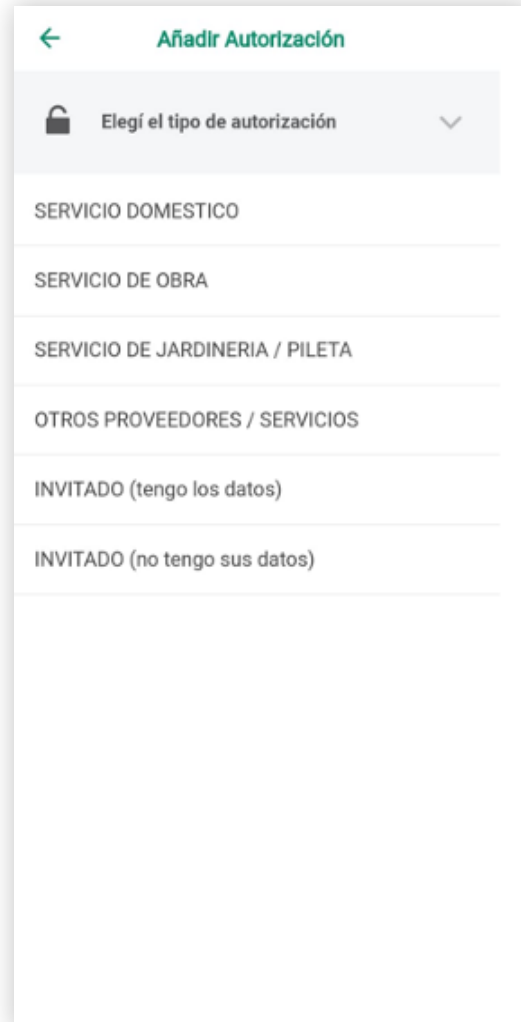 Añadir Autorización
Elegí el tipo de autorización
SERVICIO DOMESTICO
SERVICIO DE OBRA
SERVICIO DE JARDINERIA / PILETA
OTROS PROVEEDORES / SERVICIOS
INVITADO (tengo los datos)
INVITADO (no tengo sus datos)